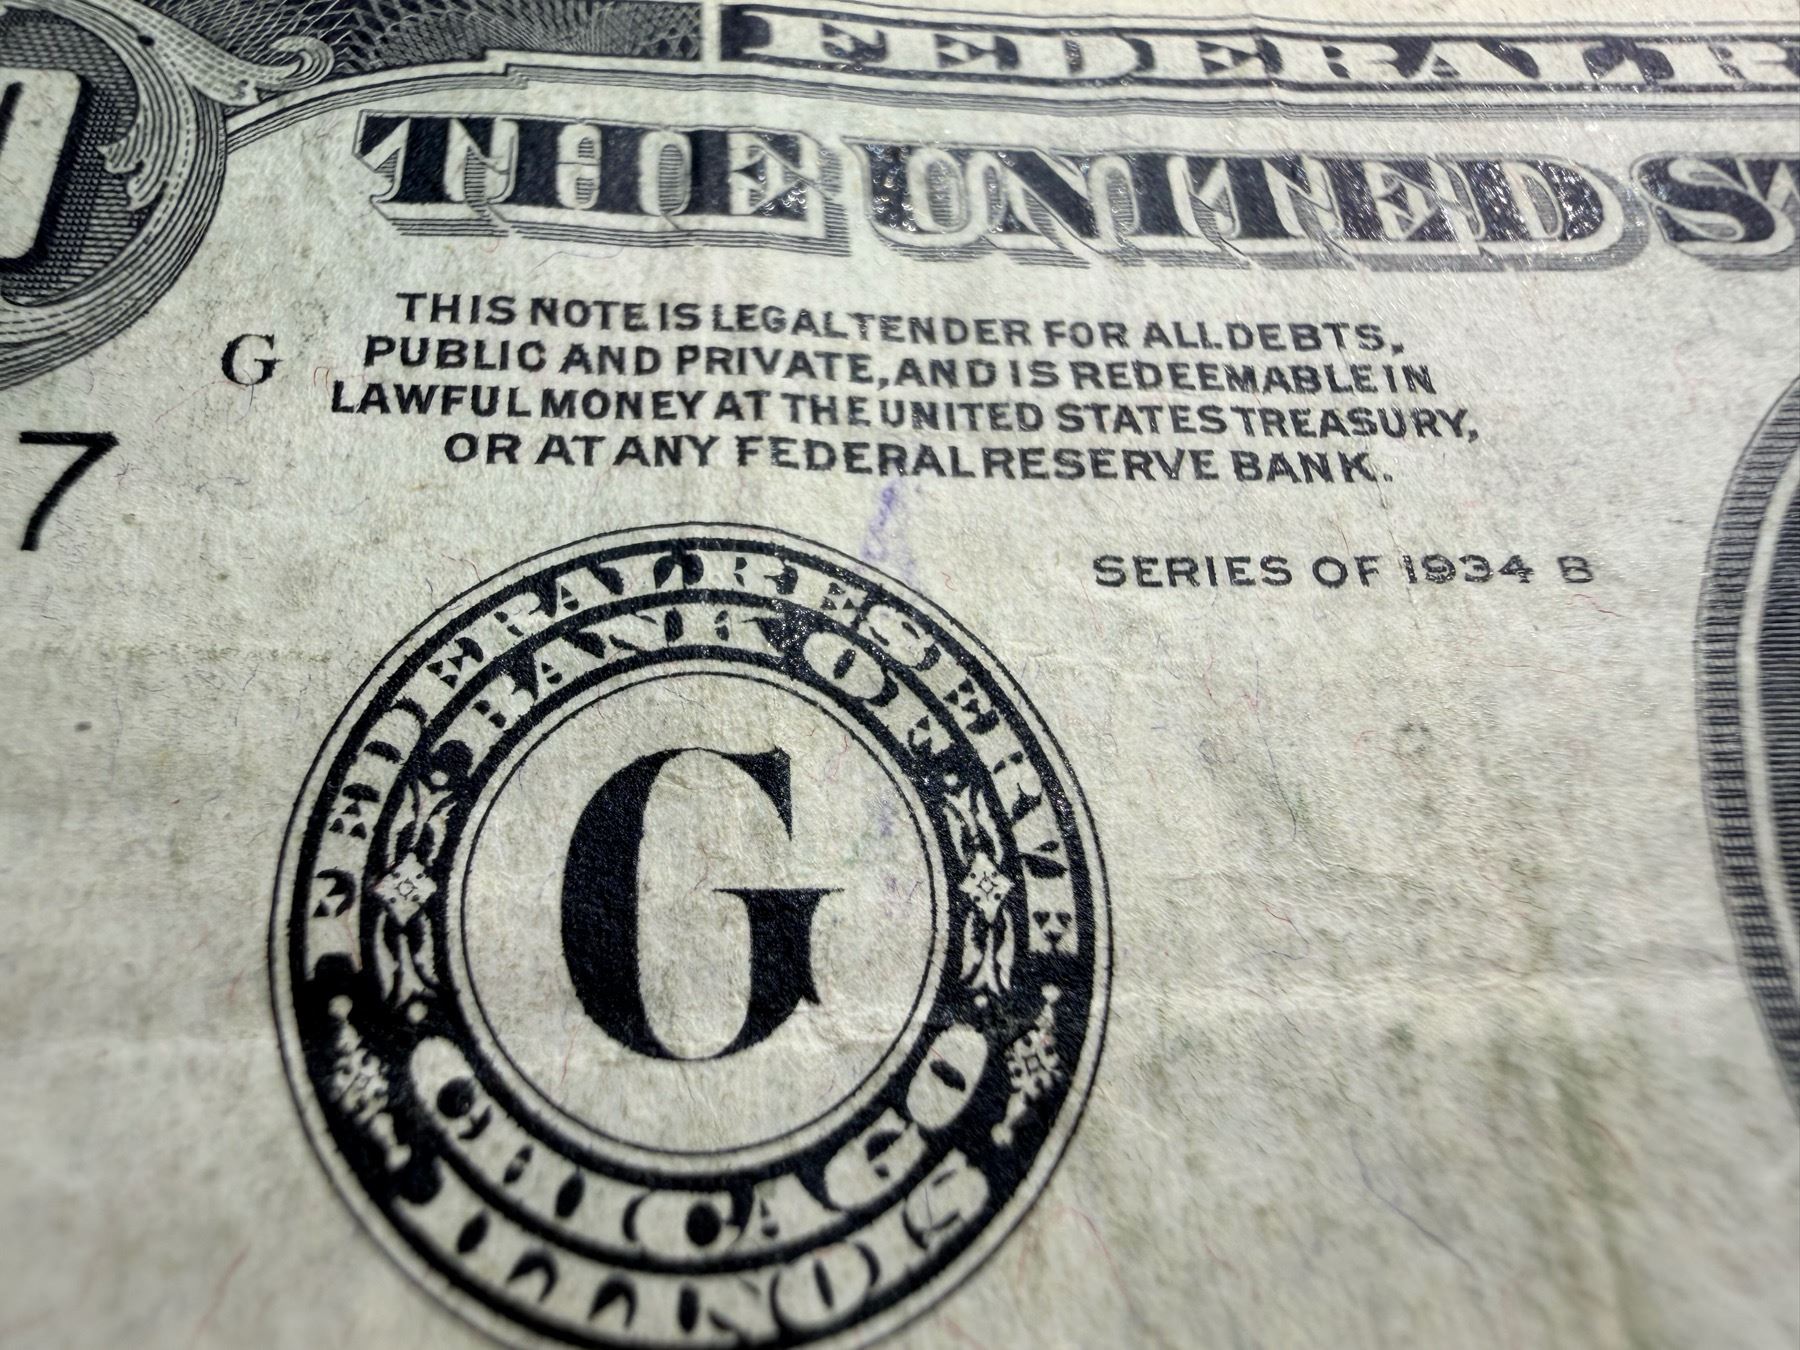 FEDERAL R
THE UNITED ST
THIS NOTE IS LEGAL TENDER FOR ALL DEBTS,
PUBLIC AND PRIVATE, AND IS REDEEMABLE IN
LAWFUL MONEY AT THE UNITED STATES TREASURY,
OR AT ANY FEDERAL RESERVE BANK.
G
7
SERIES OF 1934 B
FEDERAL RESERVE
BANK OF
G
CHICAGO
ILLINOIS